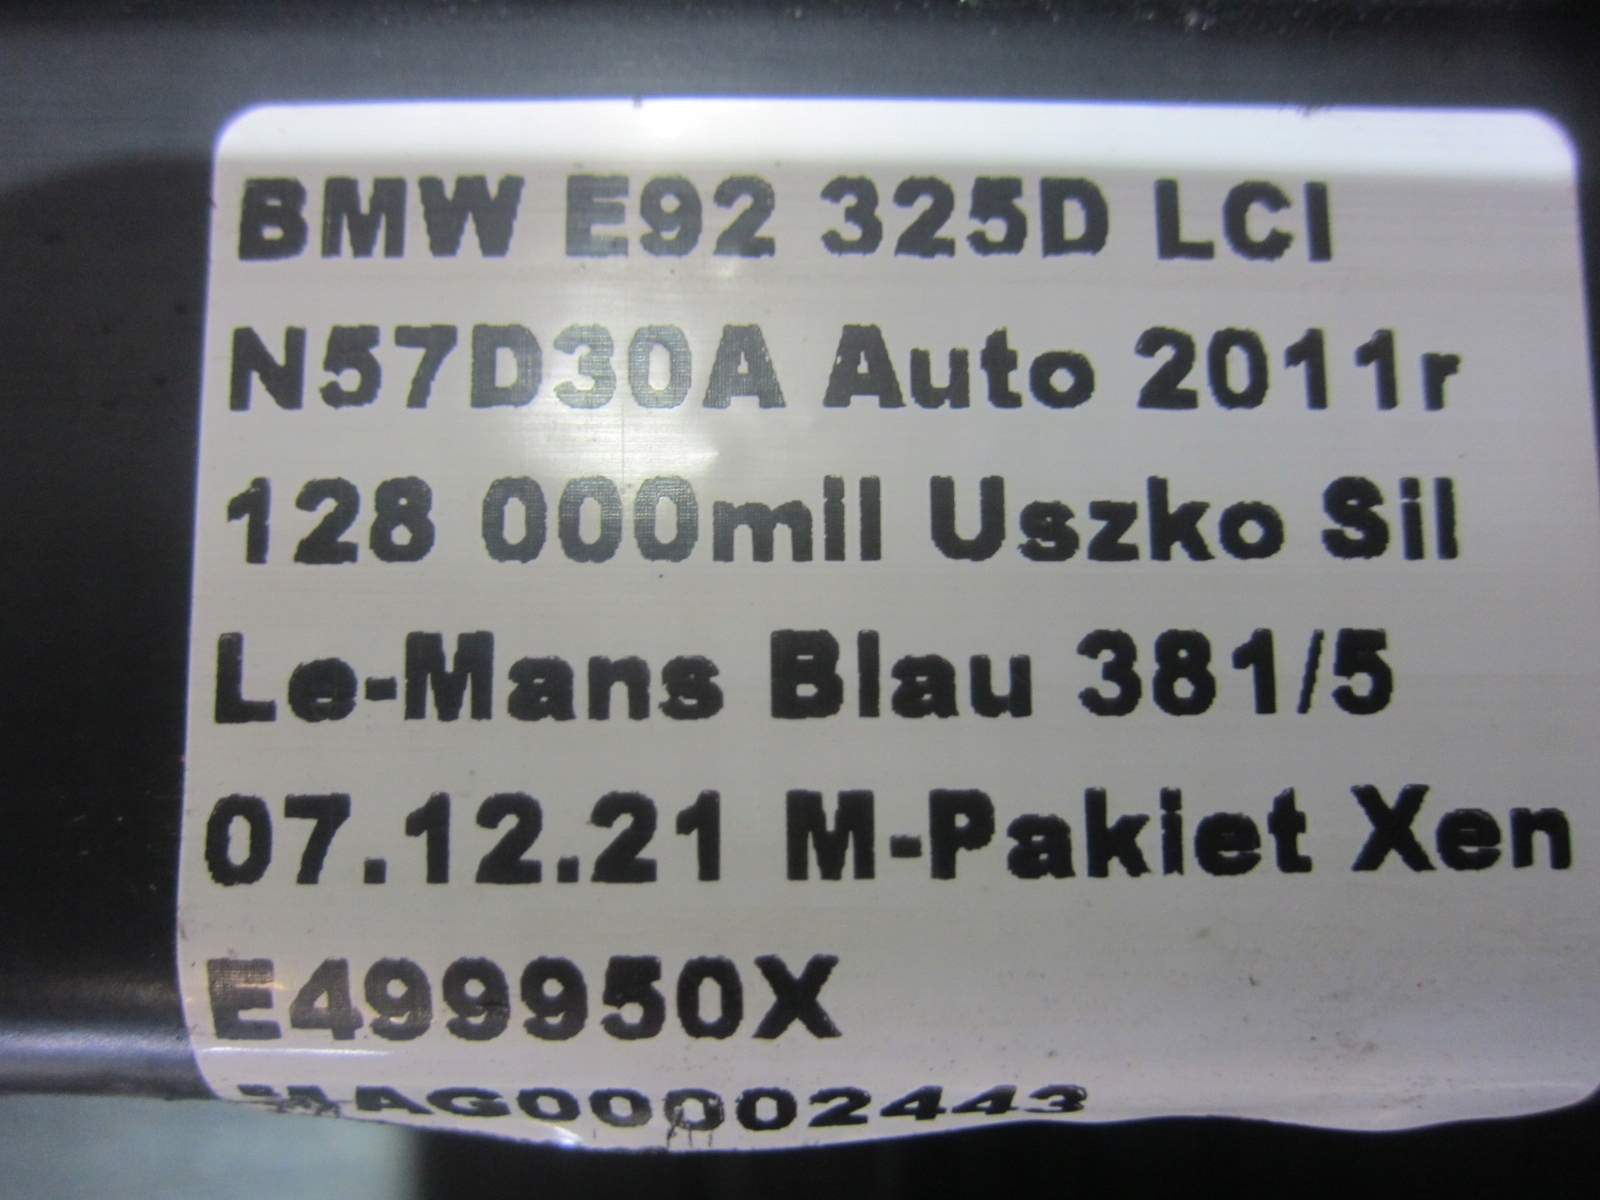 BMW E92 325D LCI
N57D30A Auto 2011r
128 000mil Uszko Sil
Le-Mans Blau 381/5
07.12.21 M-Pakiet Xen
E499950X
MAG00002443